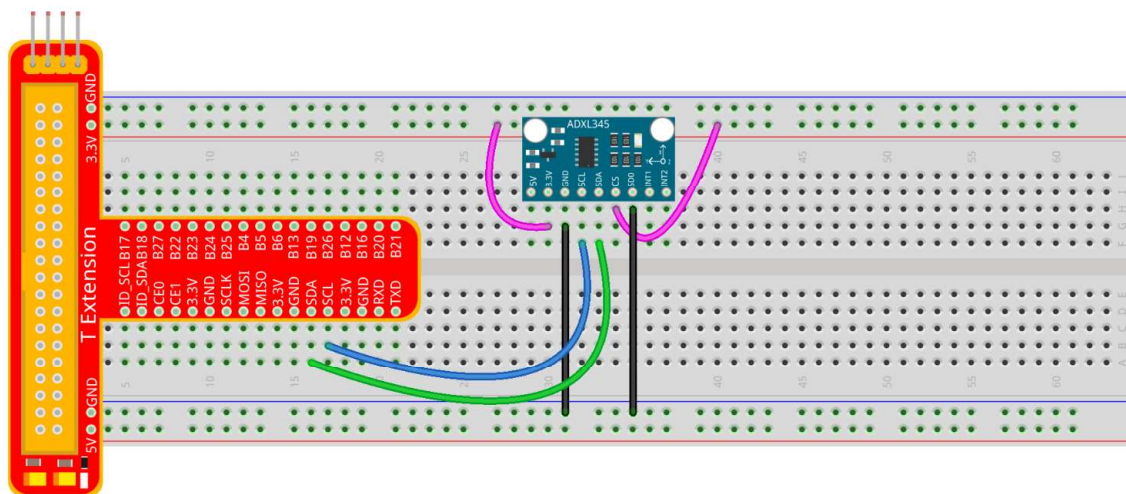 GND
3.3V
ADXL345
5V
3.3V
GND
SCL
SDA
CS
SDO
INT1
INT2
5
10
15
25
40
45
50
55
60
J
I
H
G
F
T Extension
ID_SCL B17
ID_SDA B18
CE0 B27
CE1 B22
3.3V B23
GND B24
SCLK B25
MOSI B4
MISO B5
3.3V B6
GND B13
SDA B19
SCL B26
3.3V B12
GND B16
RXD B20
TXD B21
E
D
C
B
A
5
10
15
25
30
35
40
45
50
55
60
GND
5V